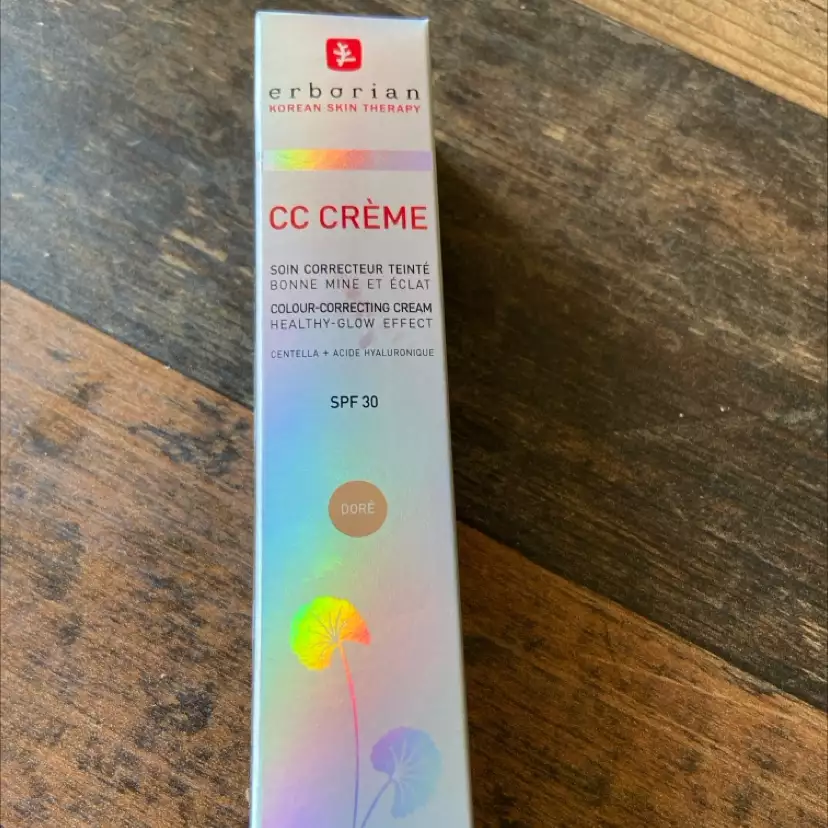 erborian
KOREAN SKIN THERAPY
CC CRÈME
SOIN CORRECTEUR TEINTÉ
BONNE MINE ET ÉCLAT
COLOUR-CORRECTING CREAM
HEALTHY-GLOW EFFECT
CENTELLA + ACIDE HYALURONIQUE
SPF 30
DORÉ